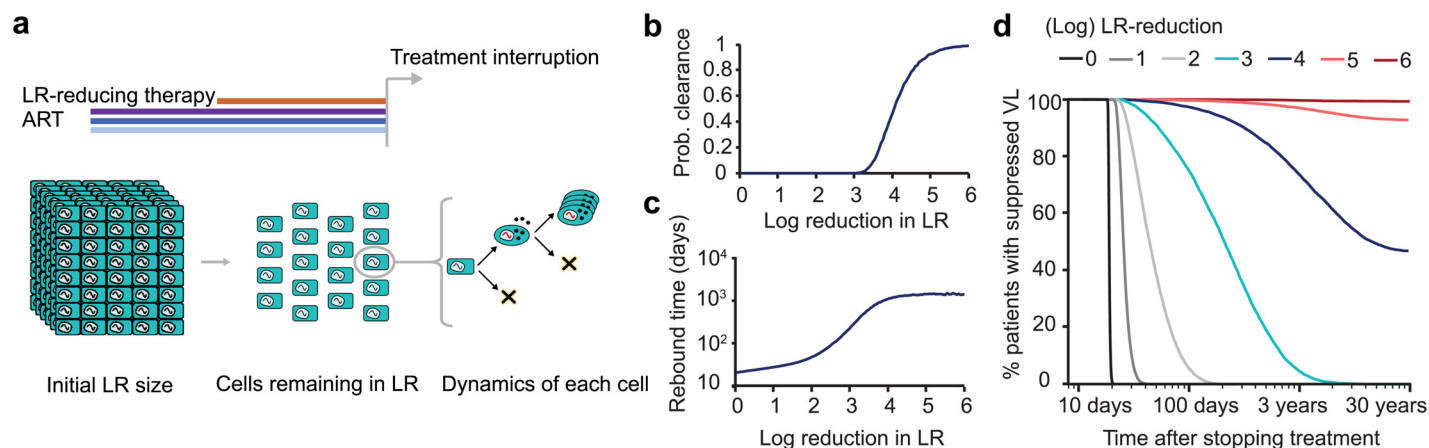 a
Treatment interruption
LR-reducing therapy
ART
Initial LR size
Cells remaining in LR
Dynamics of each cell
b
Prob. clearance
1
0.8
0.6
0.4
0.2
0
0 1 2 3 4 5 6
Log reduction in LR
c
Rebound time (days)
10⁴
10³
10²
10
0 1 2 3 4 5 6
Log reduction in LR
d
(Log) LR-reduction
0 1 2 3 4 5 6
% patients with suppressed VL
100
80
60
40
20
0
10 days 100 days 3 years 30 years
Time after stopping treatment